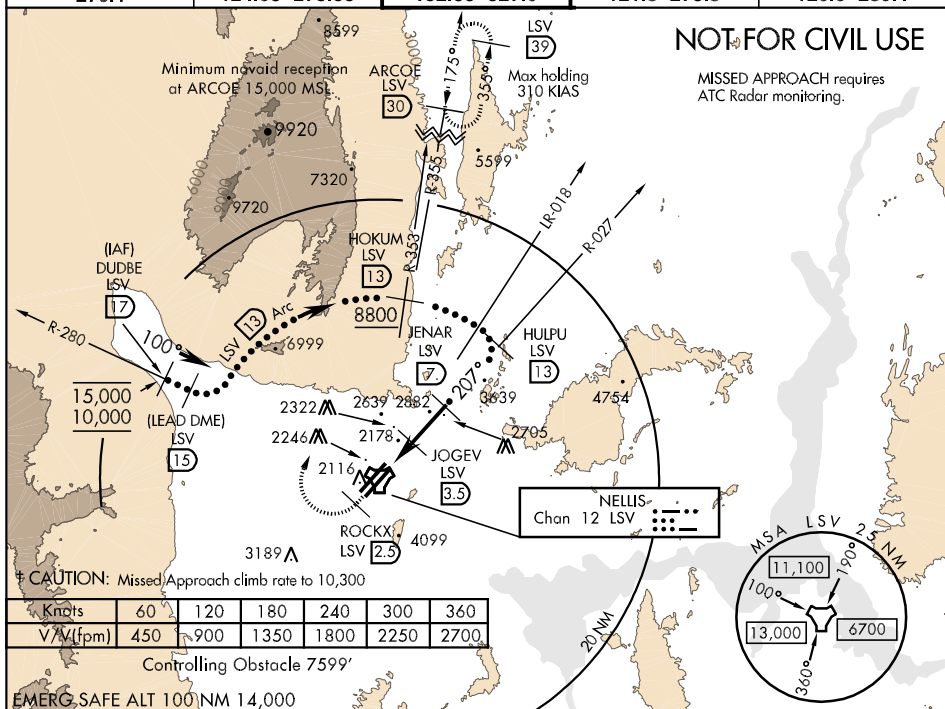 LSV
39
NOT FOR CIVIL USE
MISSED APPROACH requires
ATC Radar monitoring.
8599
3000
175°
355°
Minimum navaid reception
at ARCOE 15,000 MSL
ARCOE
LSV
30
Max holding
310 KIAS
9920
5599
7320
9000
9000
9720
R-355
R-353
LR-018
R-027
(IAF)
DUDBE
LSV
17
HOKUM
LSV
13
8800
R-280
100°
LSV 13 Arc
6999
JENAR
LSV
7
HULPU
LSV
13
207°
15,000
10,000
(LEAD DME)
LSV
15
2322
2639
2882
3639
4754
2246
2178
2705
2116
JOGEV
LSV
3.5
NELLIS
Chan 12 LSV
ROCKX
LSV 2.5
4099
3189
20 NM
MSA LSV 25 NM
11,100
190°
100°
13,000
6700
360°
‡ CAUTION: Missed Approach climb rate to 10,300
Knots 60 120 180 240 300 360
V/V(fpm) 450 900 1350 1800 2250 2700
Controlling Obstacle 7599'
EMERG SAFE ALT 100 NM 14,000